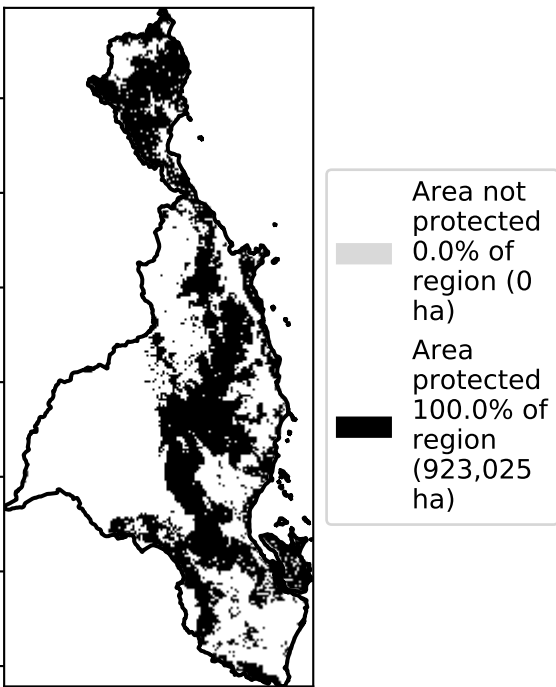 Area not
protected
0.0% of
region (0
ha)
Area
protected
100.0% of
region
(923,025
ha)